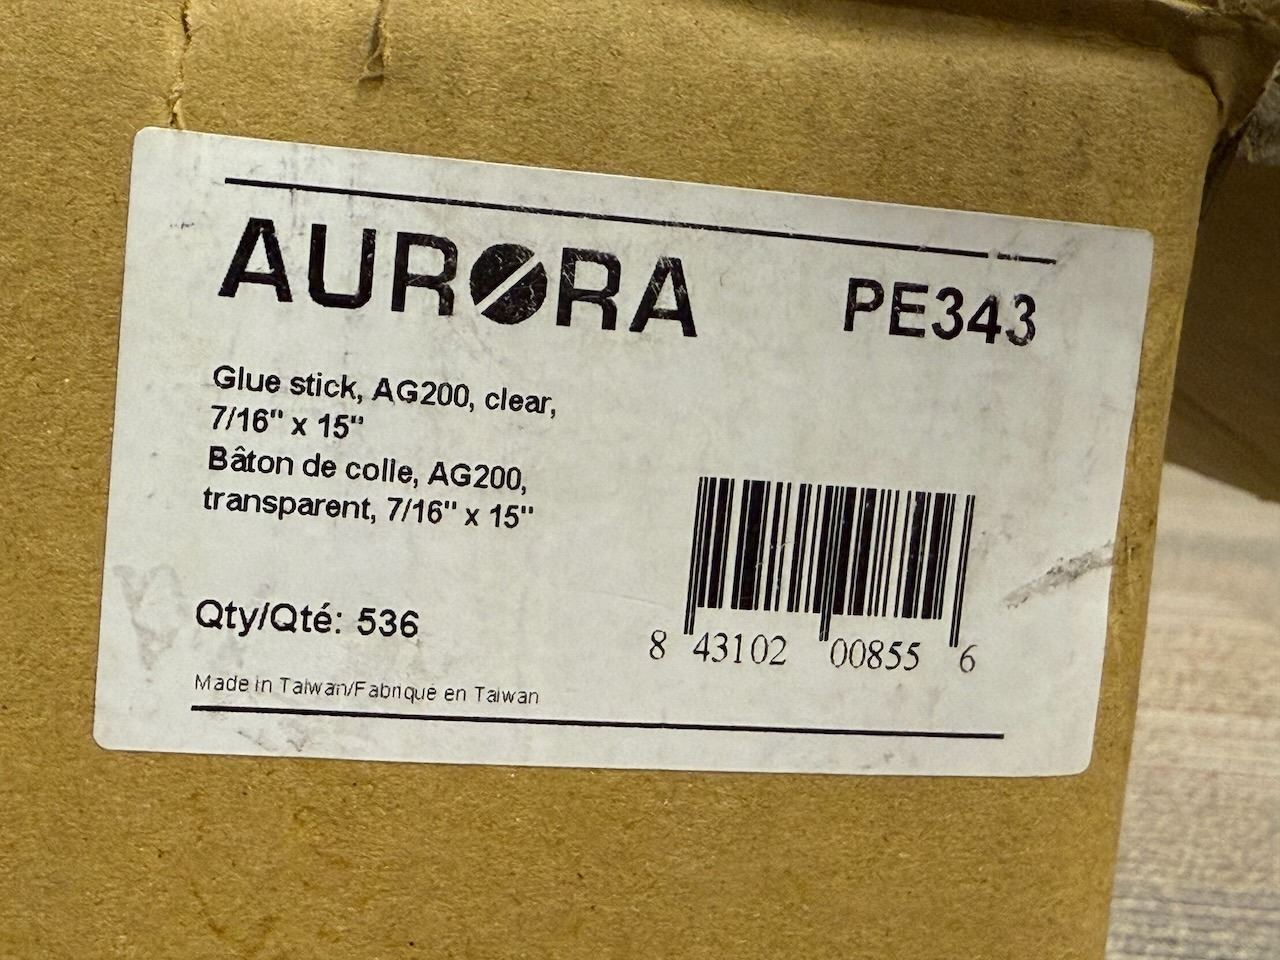 AURORA
PE343
Glue stick, AG200, clear,
7/16" x 15"
Bâton de colle, AG200,
transparent, 7/16" x 15"
Qty/Qté: 536
8 43102 00855 6
Made in Taiwan/Fabriqué en Taiwan